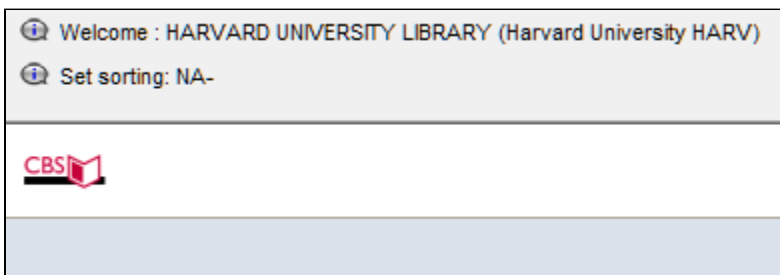 Welcome : HARVARD UNIVERSITY LIBRARY (Harvard University HARV)
Set sorting: NA-
CBS